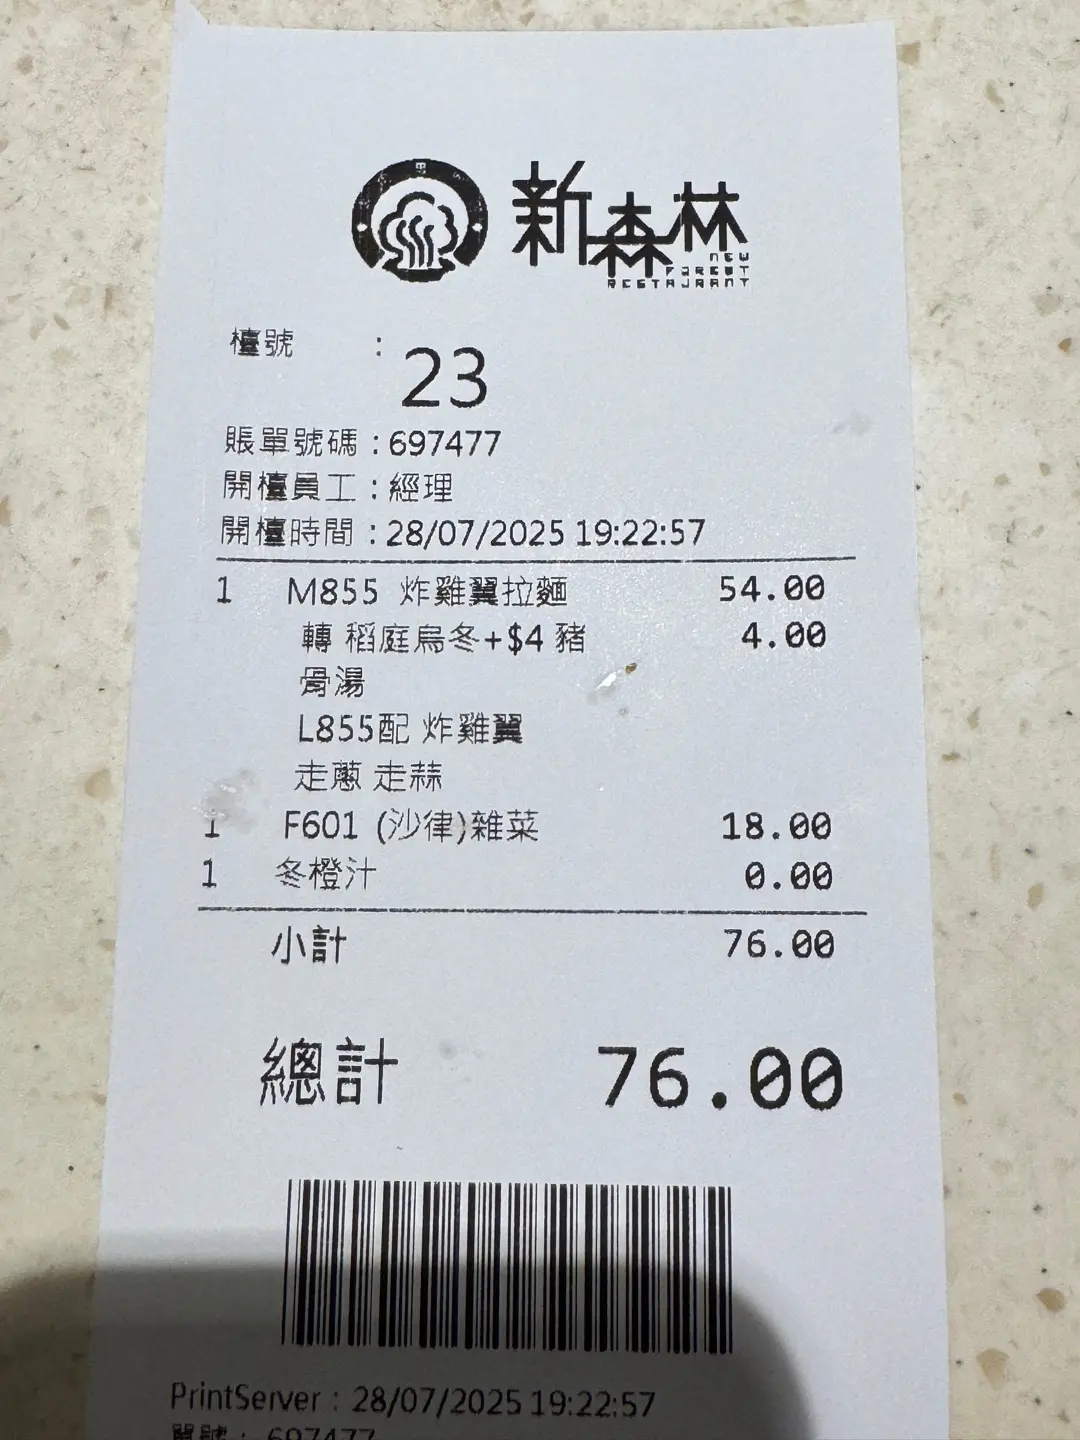 新森林
NEW
FOREST
RESTAURANT
檯號 : 23
賬單號碼 : 697477
開檯員工 : 經理
開檯時間 : 28/07/2025 19:22:57
1 M855 炸雞翼拉麵 54.00
轉 稻庭烏冬+$4 豬 4.00
骨湯
L855配 炸雞翼
走蔥 走蒜
1 F601 (沙律)雜菜 18.00
1 冬橙汁 0.00
小計 76.00
總計 76.00
PrintServer : 28/07/2025 19:22:57
單號 : 697477